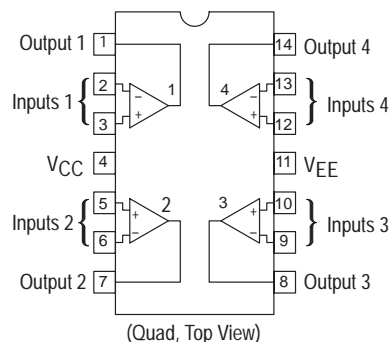 Output 1 1 14 Output 4
2 1 4 13
Inputs 1 − + − + Inputs 4
3 12
VCC 4 11 VEE
5 2 3 10
Inputs 2 + − + − Inputs 3
6 9
Output 2 7 8 Output 3
(Quad, Top View)